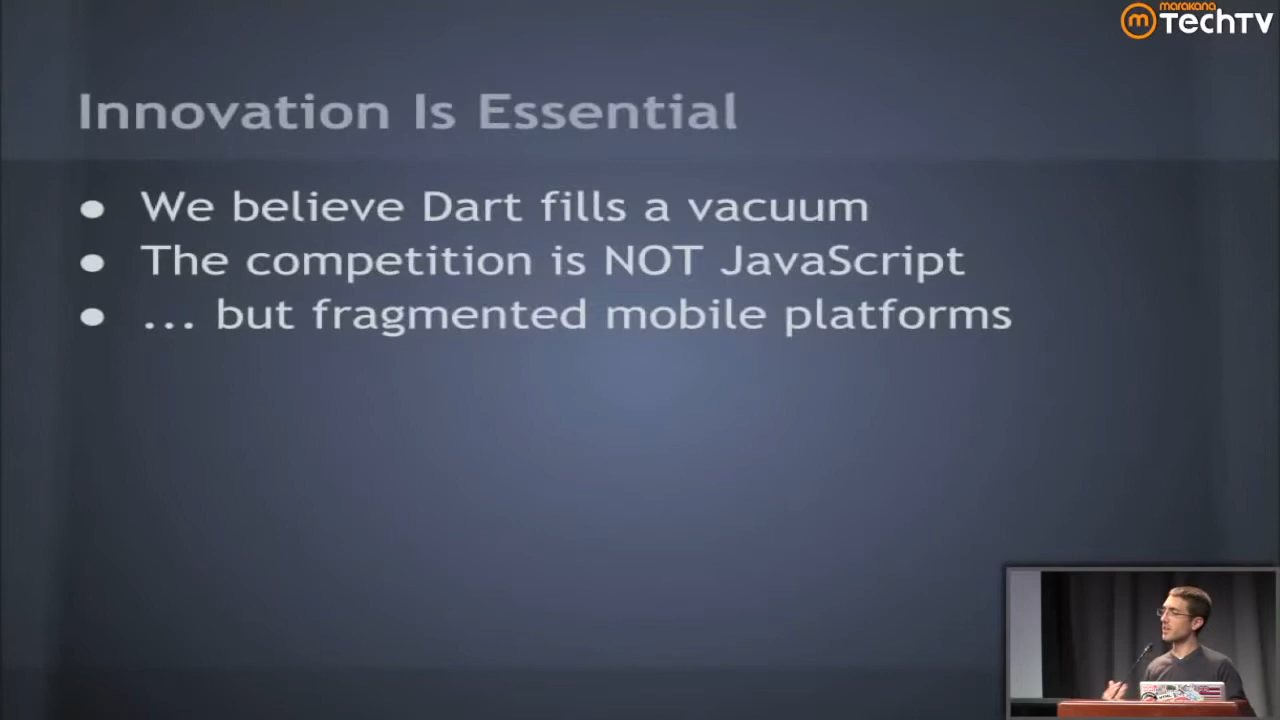 marakana
TechTV
Innovation Is Essential
We believe Dart fills a vacuum
The competition is NOT JavaScript
... but fragmented mobile platforms